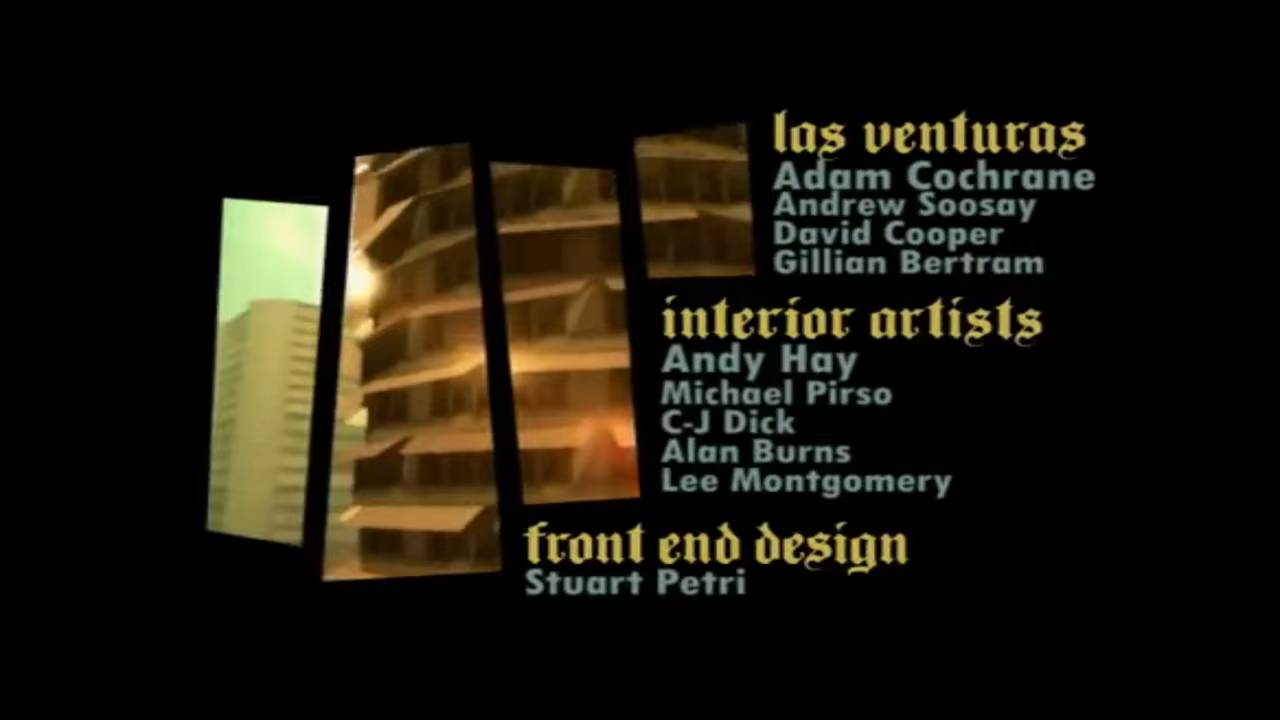 las venturas
Adam Cochrane
Andrew Soosay
David Cooper
Gillian Bertram
interior artists
Andy Hay
Michael Pirso
C-J Dick
Alan Burns
Lee Montgomery
front end design
Stuart Petri